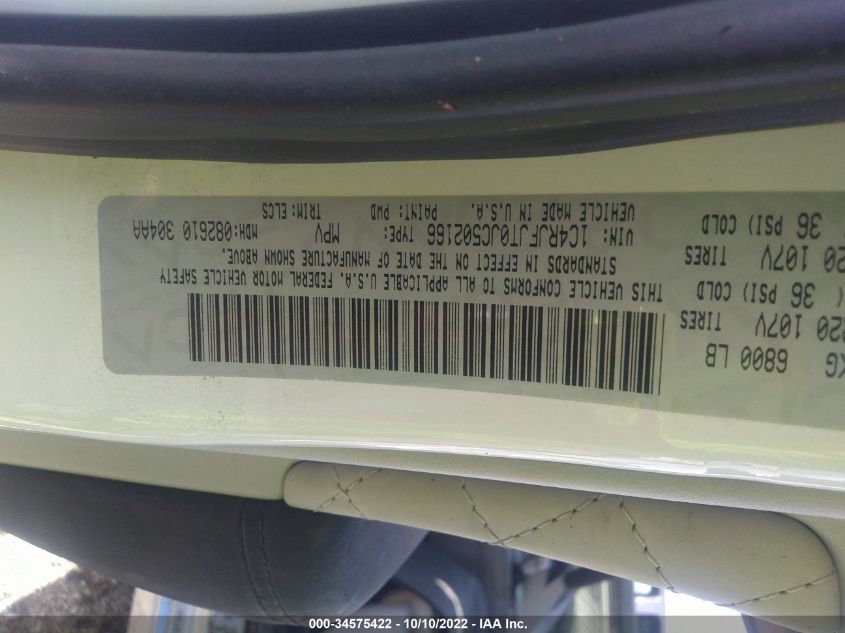 KG 6800 LB
20 107V TIRES
36 PSI) COLD
20 107V TIRES
36 PSI) COLD
THIS VEHICLE CONFORMS TO ALL APPLICABLE U.S.A. FEDERAL MOTOR VEHICLE SAFETY
STANDARDS IN EFFECT ON THE DATE OF MANUFACTURE SHOWN ABOVE.
VIN: 1C4RJFJT0JC502166 TYPE: MPV MDH:082610 304AA
VEHICLE MADE IN U.S.A. PAINT: PWD TRIM:ELCS
000-34575422 - 10/10/2022 - IAA Inc.